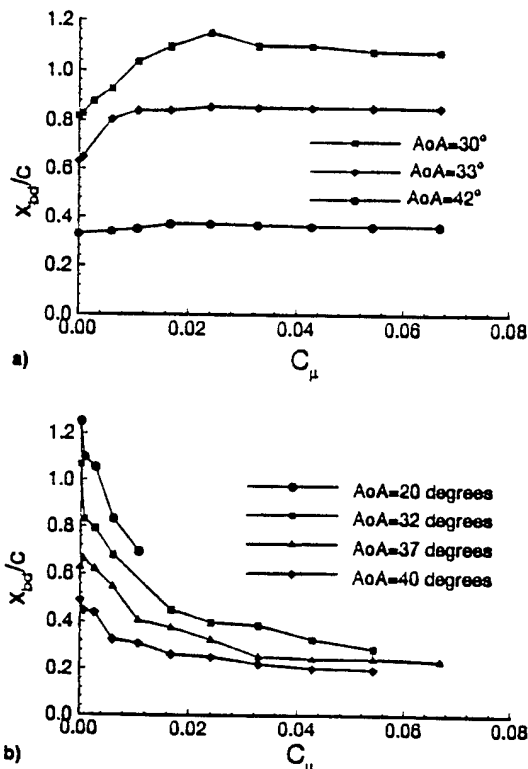 1.2
1.0
0.8
0.6
0.4
0.2
0.0
X_bd/C
AoA=30°
AoA=33°
AoA=42°
0.00 0.02 0.04 0.06 0.08
C_μ
a)
1.2
1.0
0.8
0.6
0.4
0.2
0.0
X_bd/C
AoA=20 degrees
AoA=32 degrees
AoA=37 degrees
AoA=40 degrees
0.00 0.02 0.04 0.06 0.08
C_μ
b)